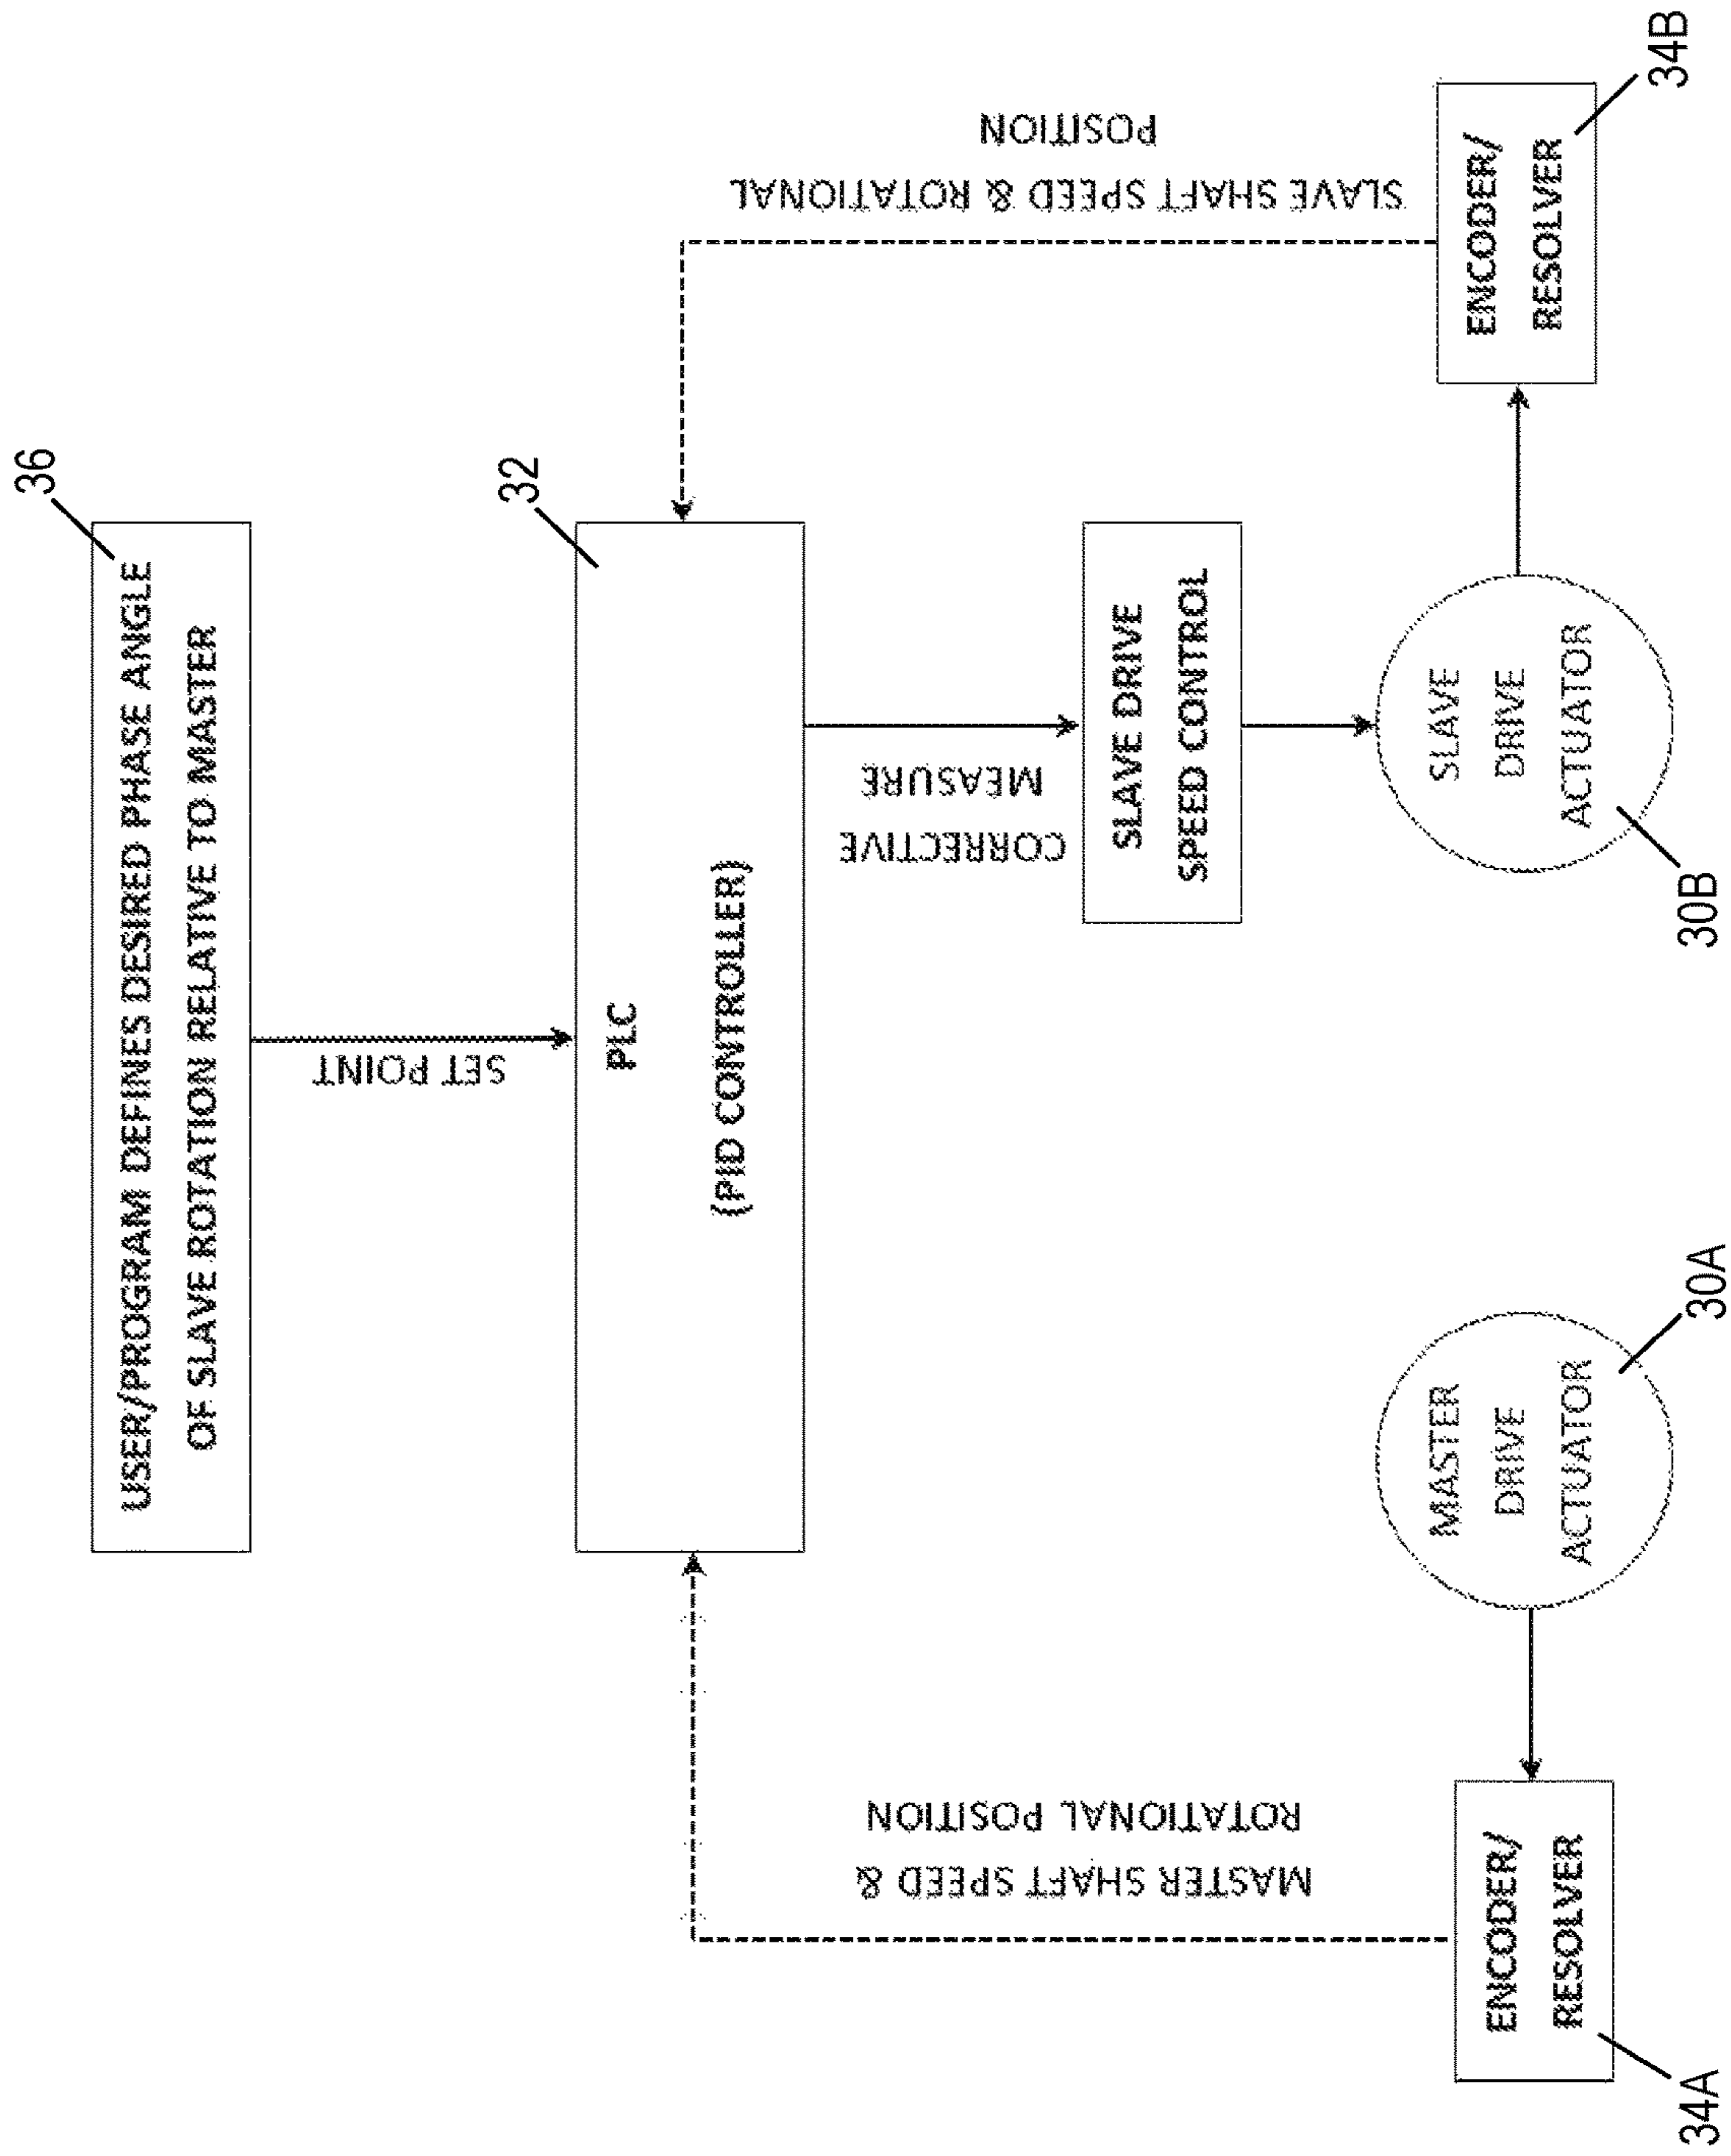 36
USER/PROGRAM DEFINES DESIRED PHASE ANGLE
OF SLAVE ROTATION RELATIVE TO MASTER
SET POINT
32
PLC
(PID CONTROLLER)
MASTER SHAFT SPEED &
ROTATIONAL POSITION
CORRECTIVE
MEASURE
SLAVE SHAFT SPEED & ROTATIONAL
POSITION
SLAVE DRIVE
SPEED CONTROL
ENCODER/
RESOLVER
34A
MASTER
DRIVE
ACTUATOR
30A
SLAVE
DRIVE
ACTUATOR
30B
ENCODER/
RESOLVER
34B